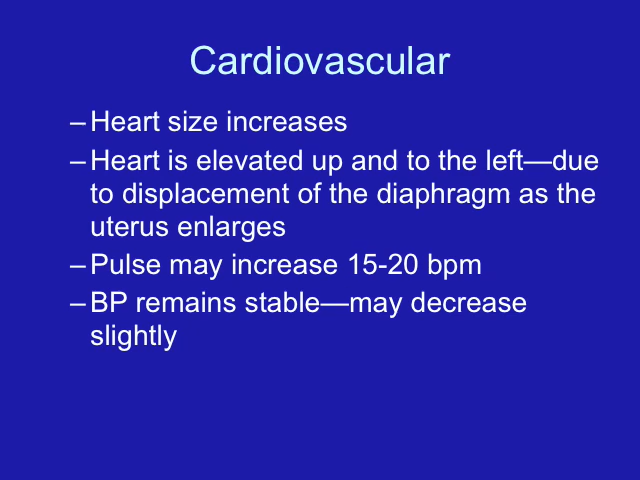 Cardiovascular
– Heart size increases
– Heart is elevated up and to the left—due
to displacement of the diaphragm as the
uterus enlarges
– Pulse may increase 15-20 bpm
– BP remains stable—may decrease
slightly